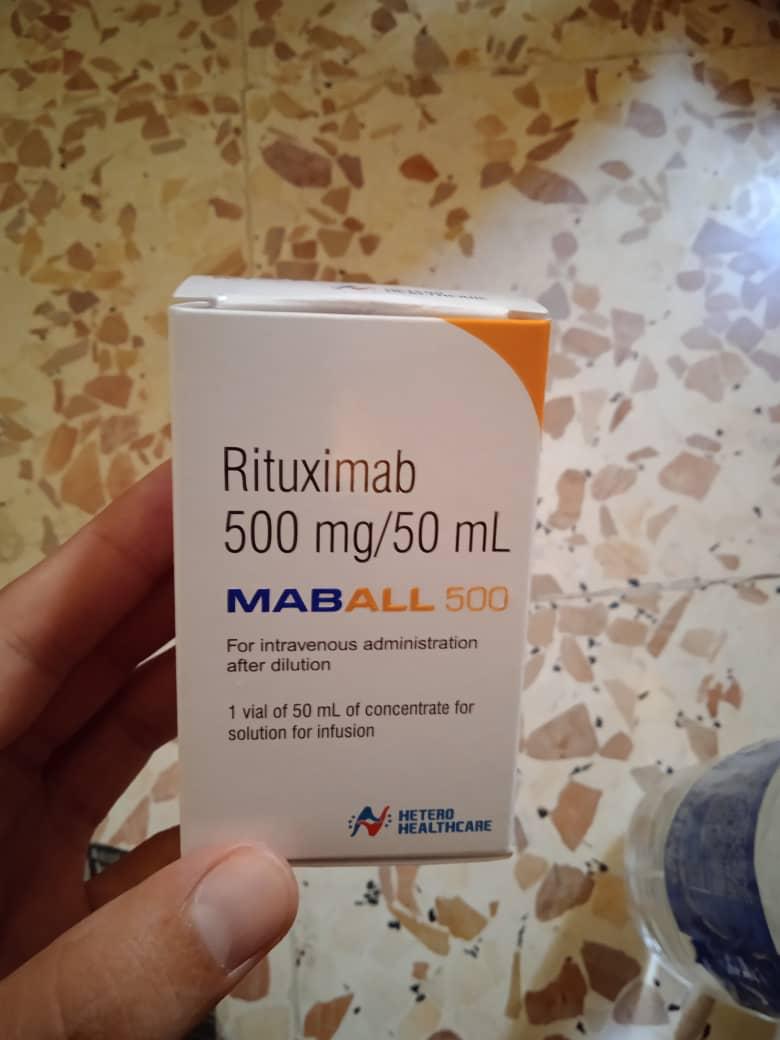 Rituximab
500 mg/50 mL
MABALL 500
For intravenous administration
after dilution
1 vial of 50 mL of concentrate for
solution for infusion
HETERO
HEALTHCARE